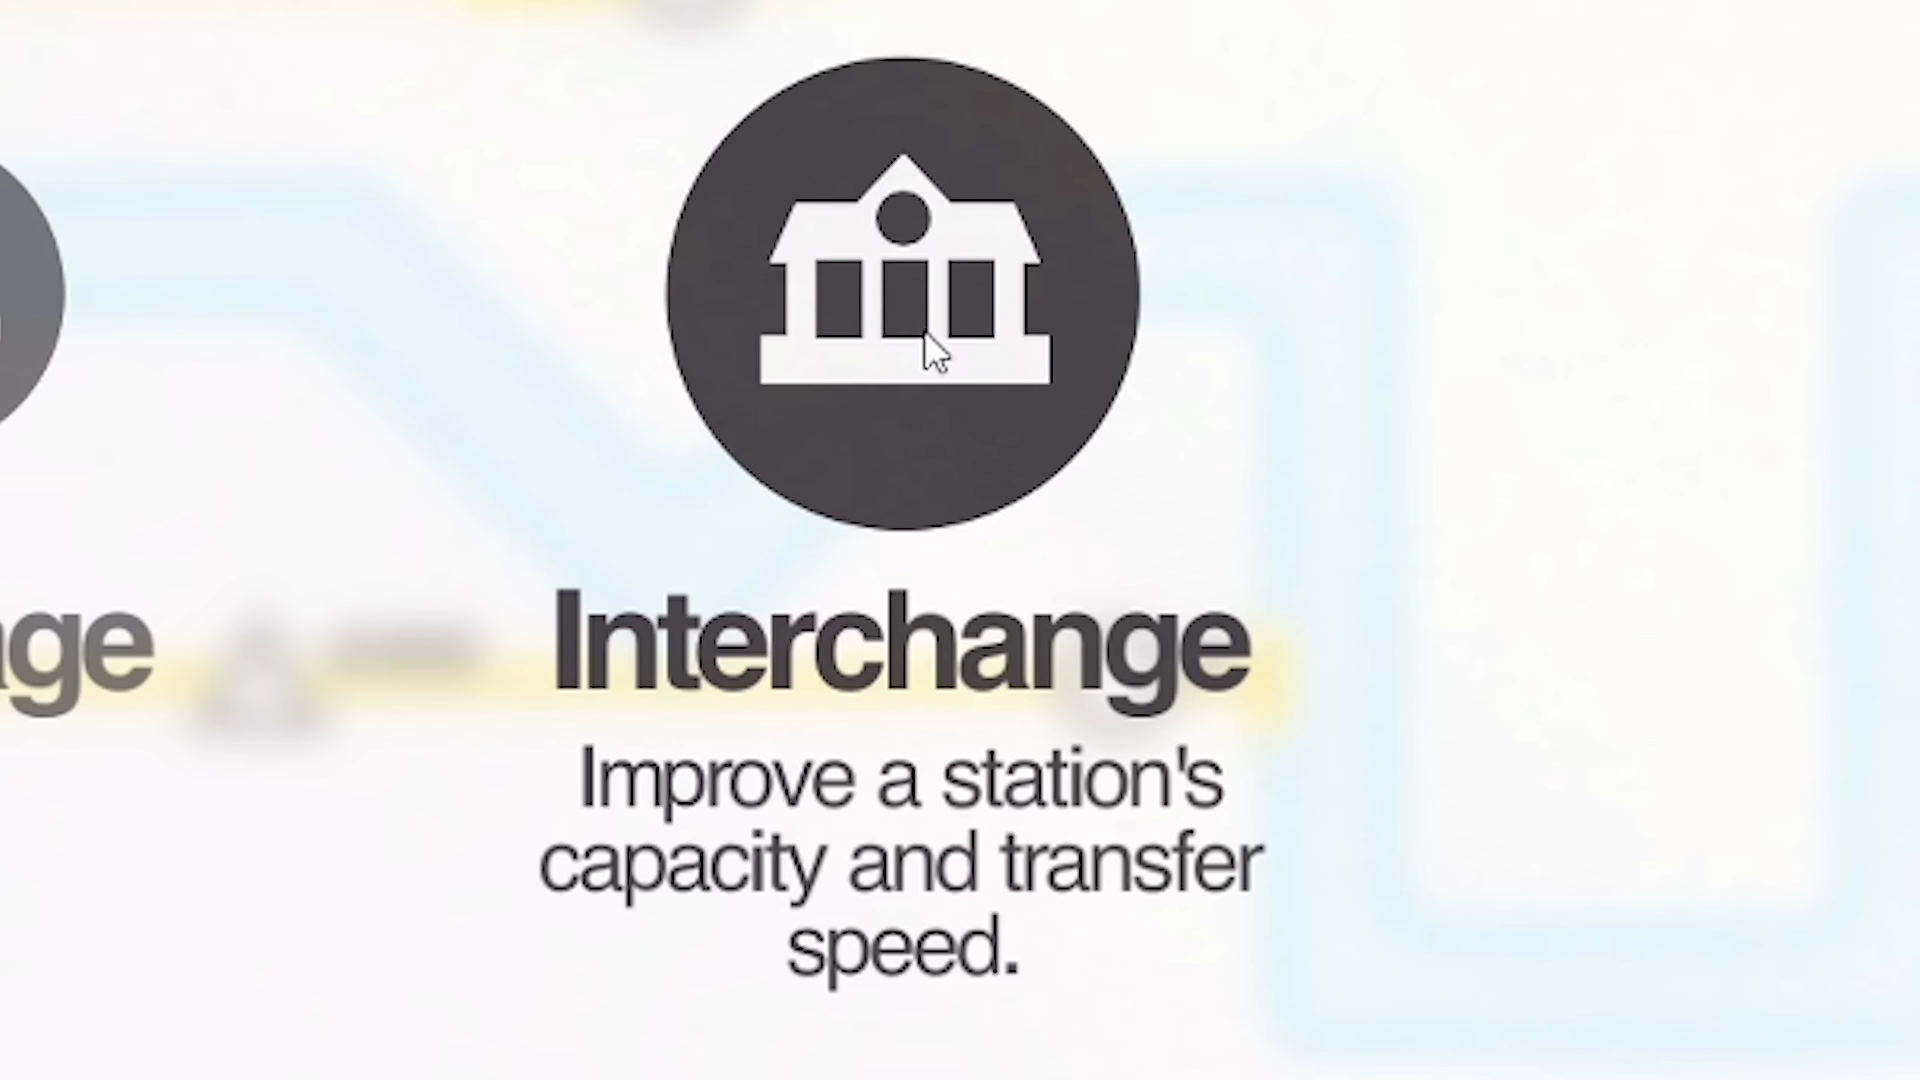 Interchange
Improve a station's
capacity and transfer
speed.